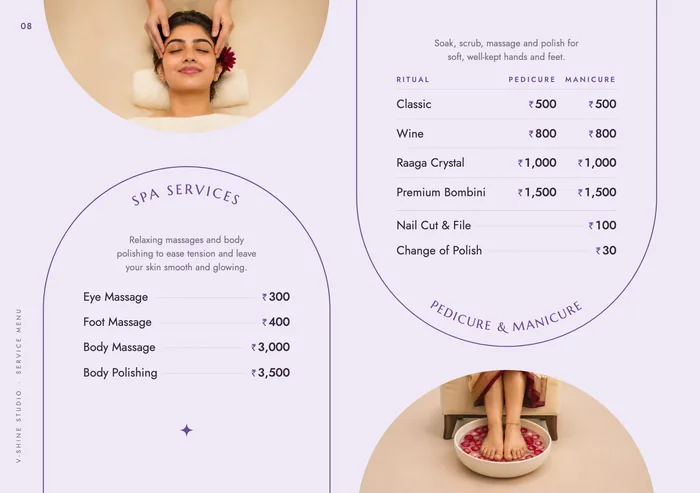 08
SPA SERVICES
Relaxing massages and body
polishing to ease tension and leave
your skin smooth and glowing.
Eye Massage ₹300
Foot Massage ₹400
Body Massage ₹3,000
Body Polishing ₹3,500
V-SHINE STUDIO · SERVICE MENU
Soak, scrub, massage and polish for
soft, well-kept hands and feet.
RITUAL PEDICURE MANICURE
Classic ₹500 ₹500
Wine ₹800 ₹800
Raaga Crystal ₹1,000 ₹1,000
Premium Bombini ₹1,500 ₹1,500
Nail Cut & File ₹100
Change of Polish ₹30
PEDICURE & MANICURE